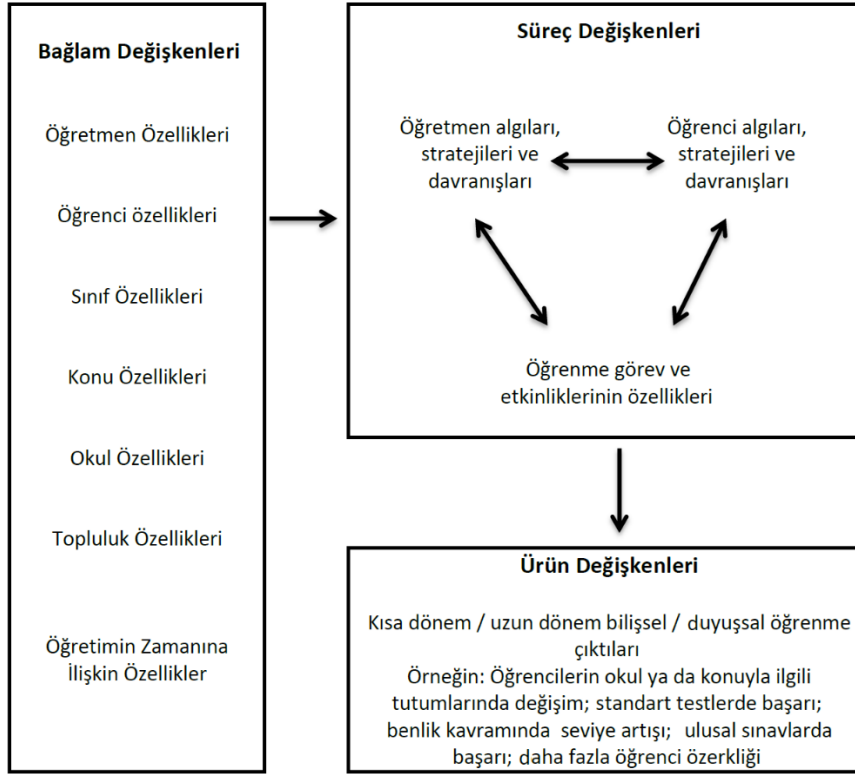 Bağlam Değişkenleri
Öğretmen Özellikleri
Öğrenci özellikleri
Sınıf Özellikleri
Konu Özellikleri
Okul Özellikleri
Topluluk Özellikleri
Öğretimin Zamanına
İlişkin Özellikler
Süreç Değişkenleri
Öğretmen algıları,
stratejileri ve
davranışları
Öğrenci algıları,
stratejileri ve
davranışları
Öğrenme görev ve
etkinliklerinin özellikleri
Ürün Değişkenleri
Kısa dönem / uzun dönem bilişsel / duyuşsal öğrenme
çıktıları
Örneğin: Öğrencilerin okul ya da konuyla ilgili
tutumlarında değişim; standart testlerde başarı;
benlik kavramında seviye artışı; ulusal sınavlarda
başarı; daha fazla öğrenci özerkliği